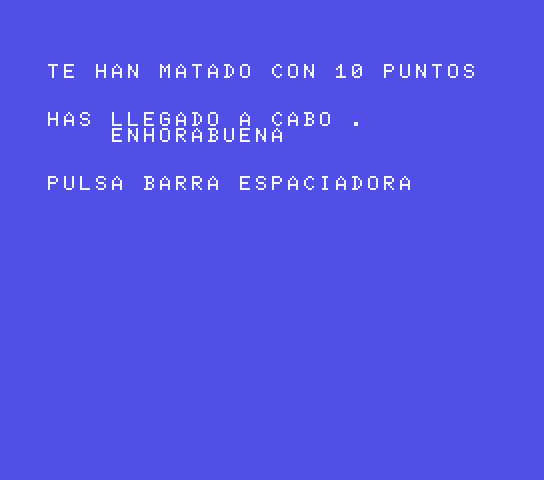 TE HAN MATADO CON 10 PUNTOS
HAS LLEGADO A CABO .
ENHORABUENA
PULSA BARRA ESPACIADORA